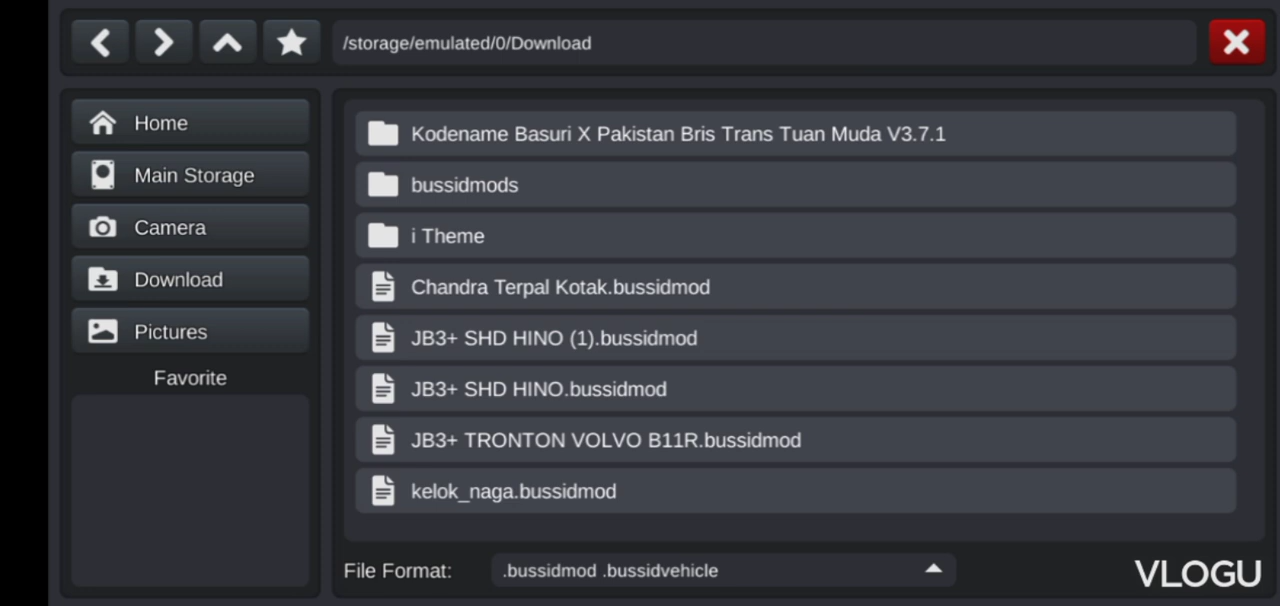 /storage/emulated/0/Download
Home
Main Storage
Camera
Download
Pictures
Favorite
Kodename Basuri X Pakistan Bris Trans Tuan Muda V3.7.1
bussidmods
i Theme
Chandra Terpal Kotak.bussidmod
JB3+ SHD HINO (1).bussidmod
JB3+ SHD HINO.bussidmod
JB3+ TRONTON VOLVO B11R.bussidmod
kelok_naga.bussidmod
File Format: .bussidmod .bussidvehicle
VLOGU